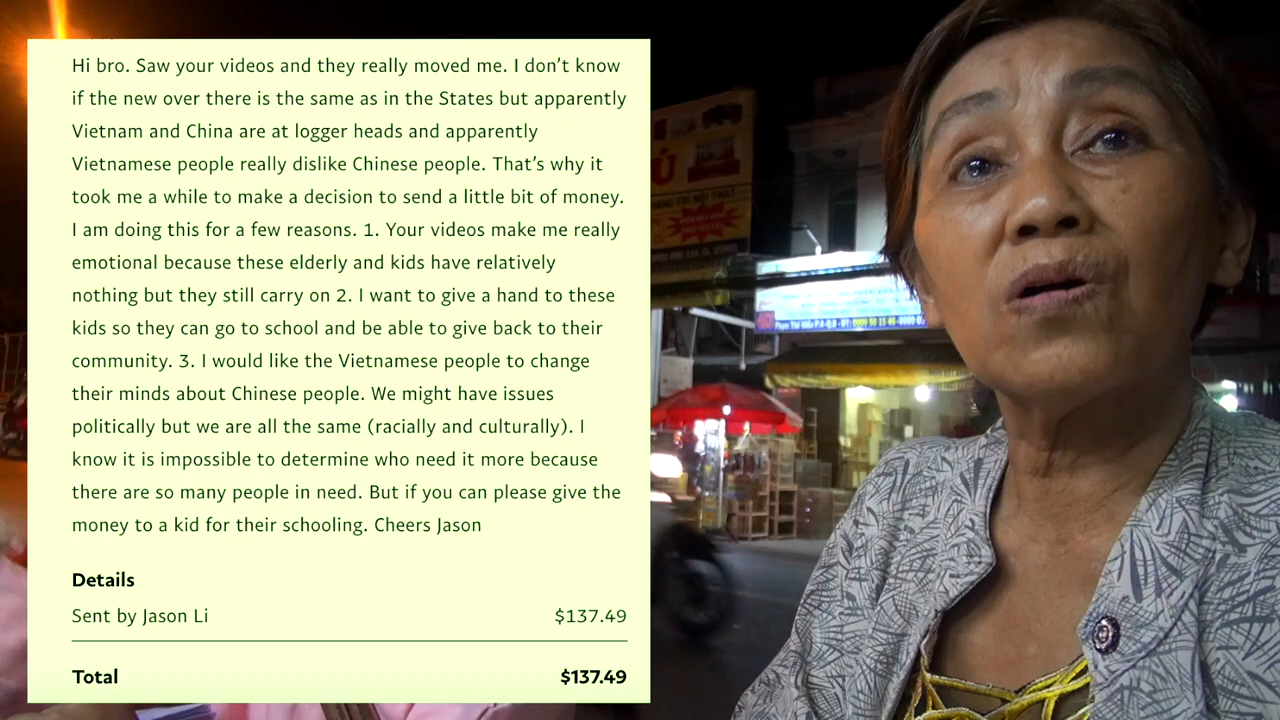 Hi bro. Saw your videos and they really moved me. I don't know
if the new over there is the same as in the States but apparently
Vietnam and China are at logger heads and apparently
Vietnamese people really dislike Chinese people. That's why it
took me a while to make a decision to send a little bit of money.
I am doing this for a few reasons. 1. Your videos make me really
emotional because these elderly and kids have relatively
nothing but they still carry on 2. I want to give a hand to these
kids so they can go to school and be able to give back to their
community. 3. I would like the Vietnamese people to change
their minds about Chinese people. We might have issues
politically but we are all the same (racially and culturally). I
know it is impossible to determine who need it more because
there are so many people in need. But if you can please give the
money to a kid for their schooling. Cheers Jason
Details
Sent by Jason Li $137.49
Total $137.49
Ú